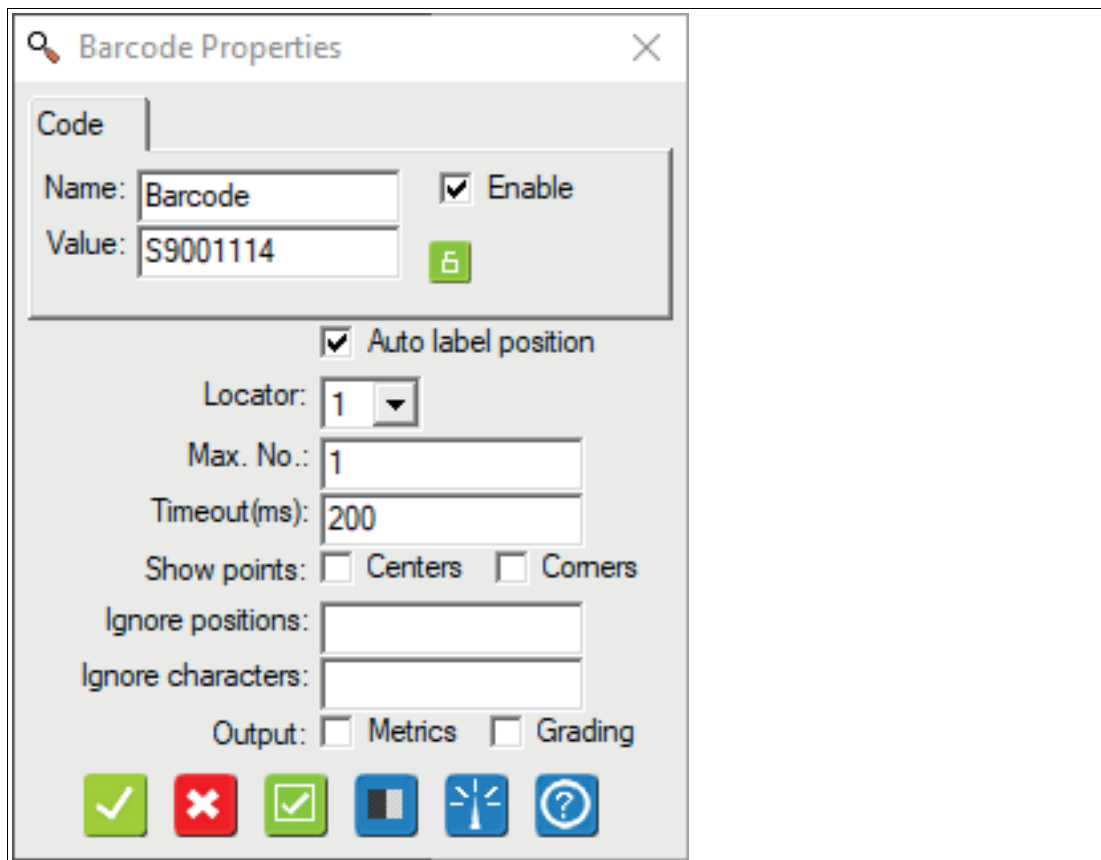 Barcode Properties
Code
Name: Barcode Enable
Value: S9001114
Auto label position
Locator: 1
Max. No.: 1
Timeout(ms): 200
Show points: Centers Corners
Ignore positions:
Ignore characters:
Output: Metrics Grading